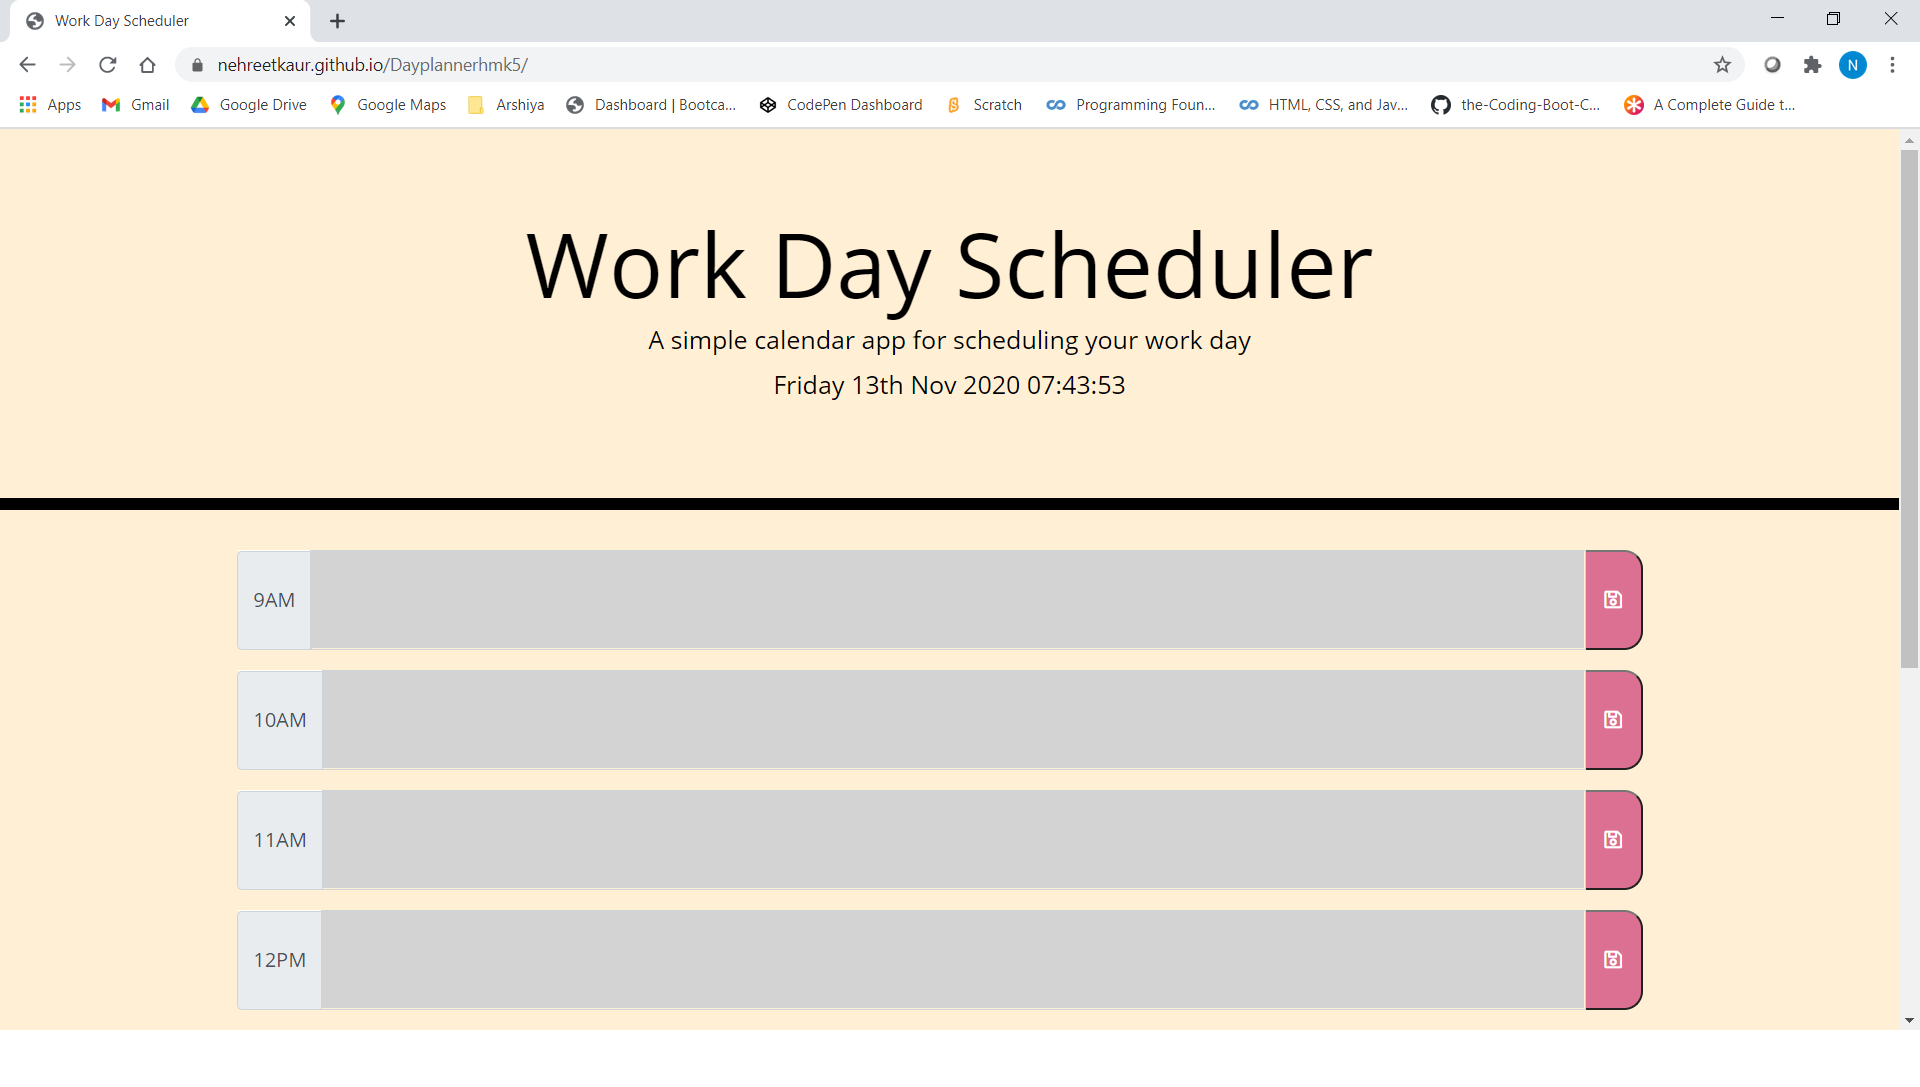 Work Day Scheduler
nehreetkaur.github.io/Dayplannerhmk5/
N
Apps Gmail Google Drive Google Maps Arshiya Dashboard | Bootca... CodePen Dashboard Scratch Programming Foun... HTML, CSS, and Jav... the-Coding-Boot-C... A Complete Guide t...
Work Day Scheduler
A simple calendar app for scheduling your work day
Friday 13th Nov 2020 07:43:53
9AM
10AM
11AM
12PM